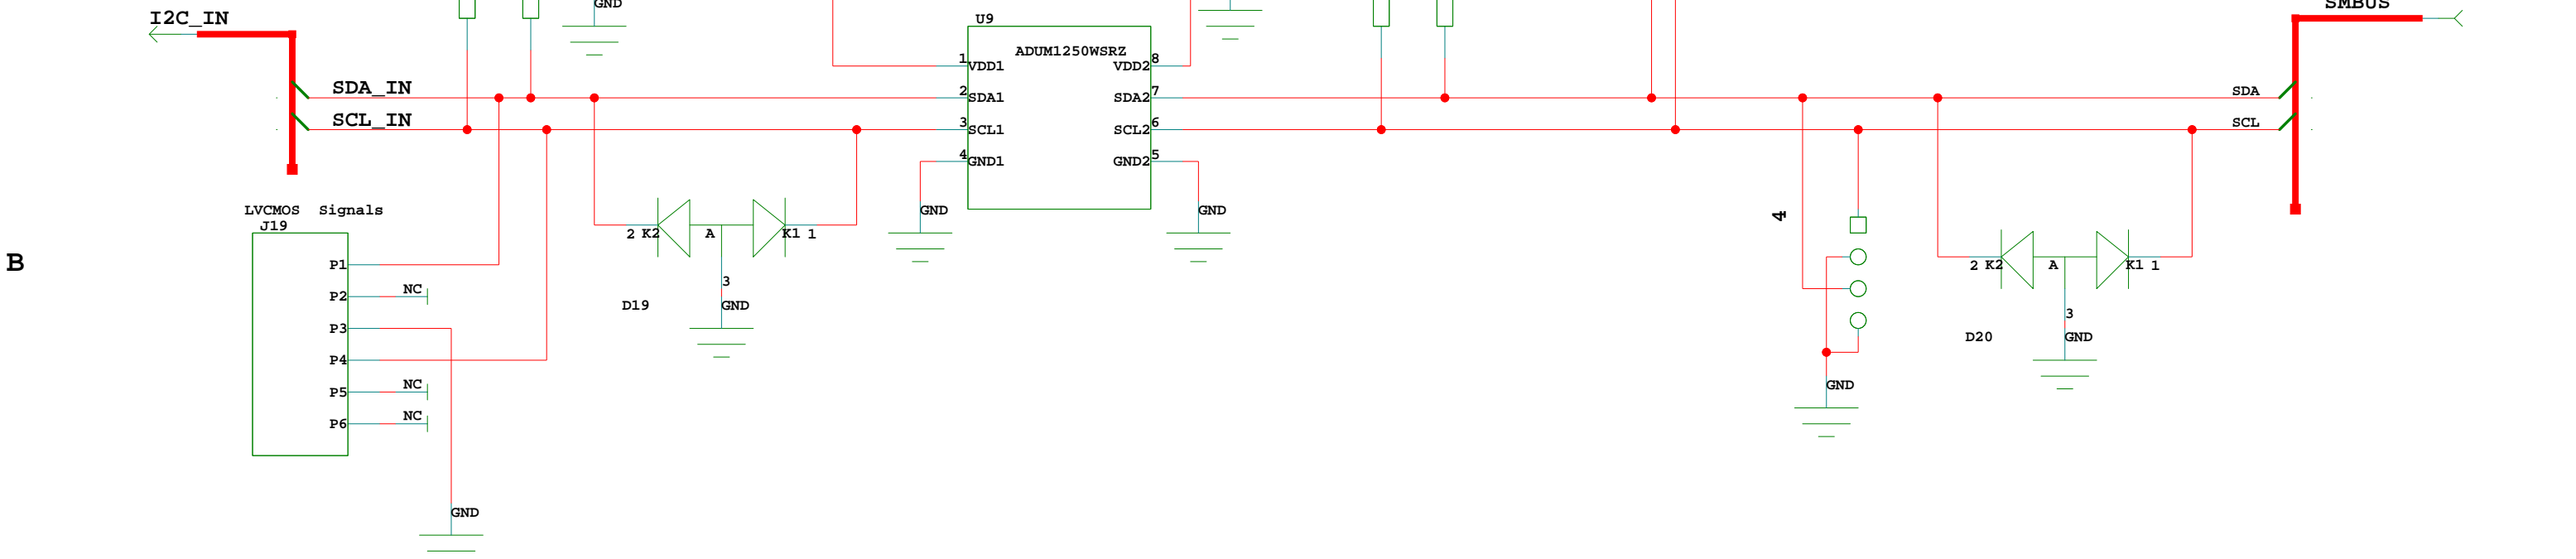 SMBUS
GND
I2C_IN
U9
ADUM1250WSRZ
1 VDD1 VDD2 8
SDA_IN 2 SDA1 SDA2 7 SDA
SCL_IN 3 SCL1 SCL2 6 SCL
4 GND1 GND2 5
LVCMOS Signals
J19
GND GND
4
2 K2 A K1 1
B
P1
2 K2 A K1 1
3
P2 NC
D19 GND
3
P3
D20 GND
P4
P5 NC
GND
P6 NC
GND